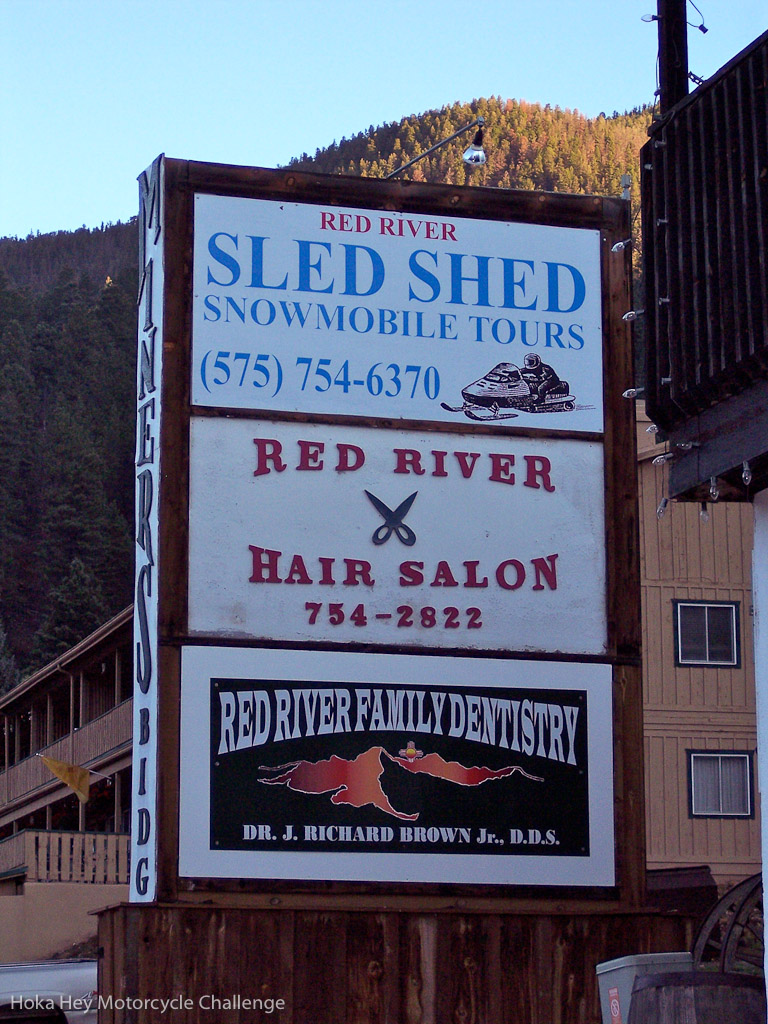 MINERS BIDG
RED RIVER
SLED SHED
SNOWMOBILE TOURS
(575) 754-6370
RED RIVER
HAIR SALON
754-2822
RED RIVER FAMILY DENTISTRY
DR. J. RICHARD BROWN Jr., D.D.S.
Hoka Hey Motorcycle Challenge